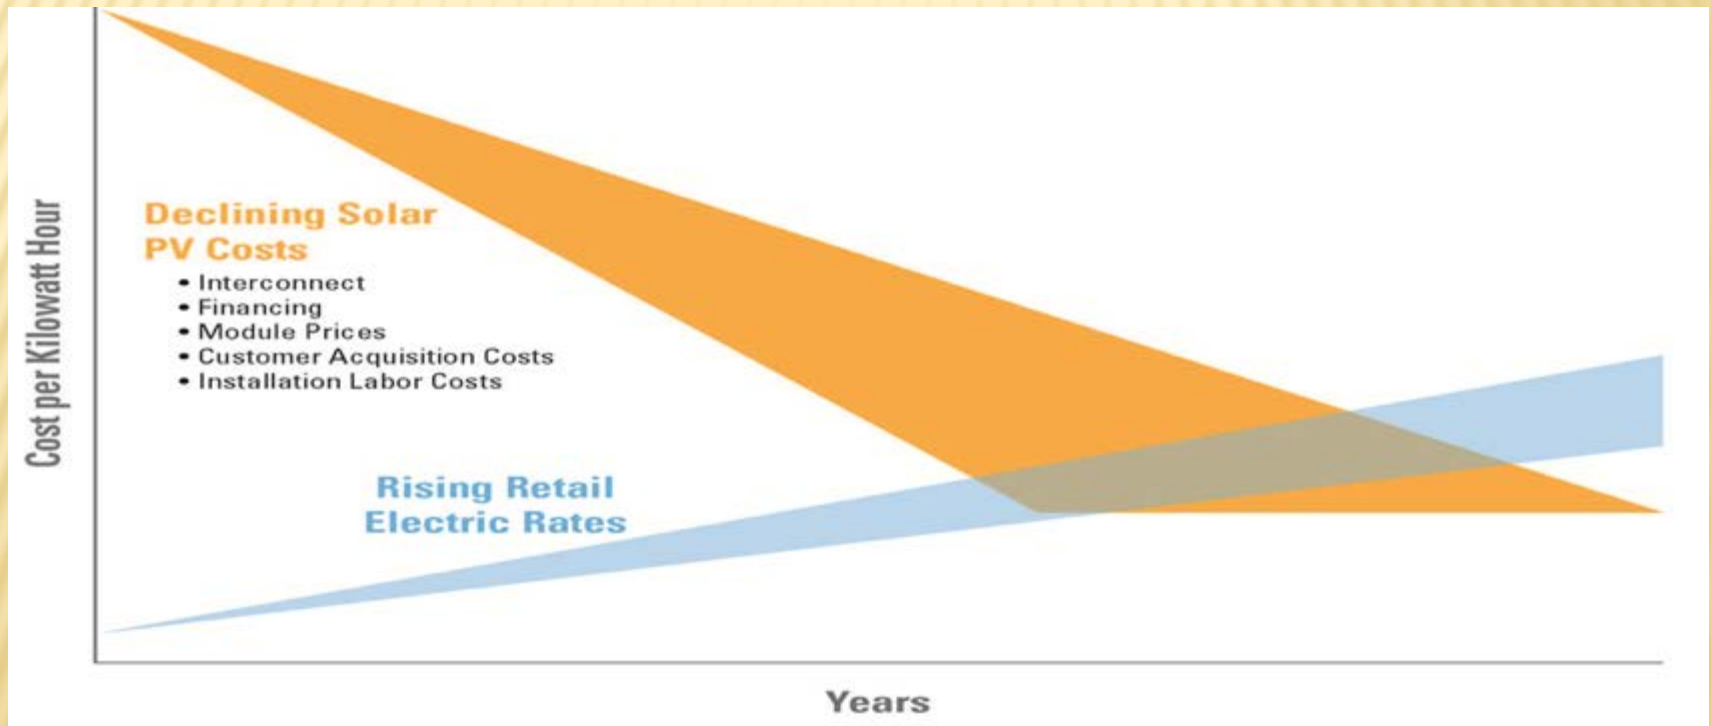 Cost per Kilowatt Hour
Declining Solar
PV Costs
• Interconnect
• Financing
• Module Prices
• Customer Acquisition Costs
• Installation Labor Costs
Rising Retail
Electric Rates
Years